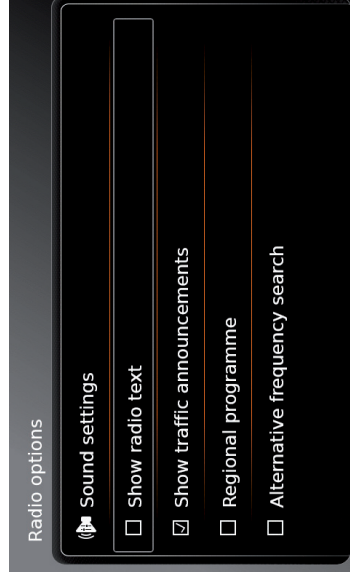 Radio options
Sound settings
Show radio text
Show traffic announcements
Regional programme
Alternative frequency search